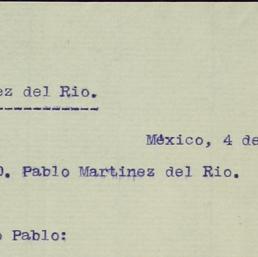 ez del Rio.
México, 4 de
D. Pablo Martinez del Rio.
o Pablo: